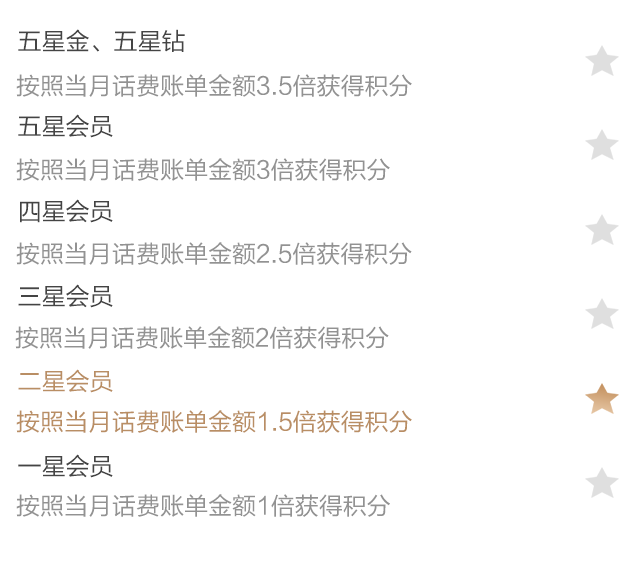 五星金、五星钻
按照当月话费账单金额3.5倍获得积分
五星会员
按照当月话费账单金额3倍获得积分
四星会员
按照当月话费账单金额2.5倍获得积分
三星会员
按照当月话费账单金额2倍获得积分
二星会员
按照当月话费账单金额1.5倍获得积分
一星会员
按照当月话费账单金额1倍获得积分